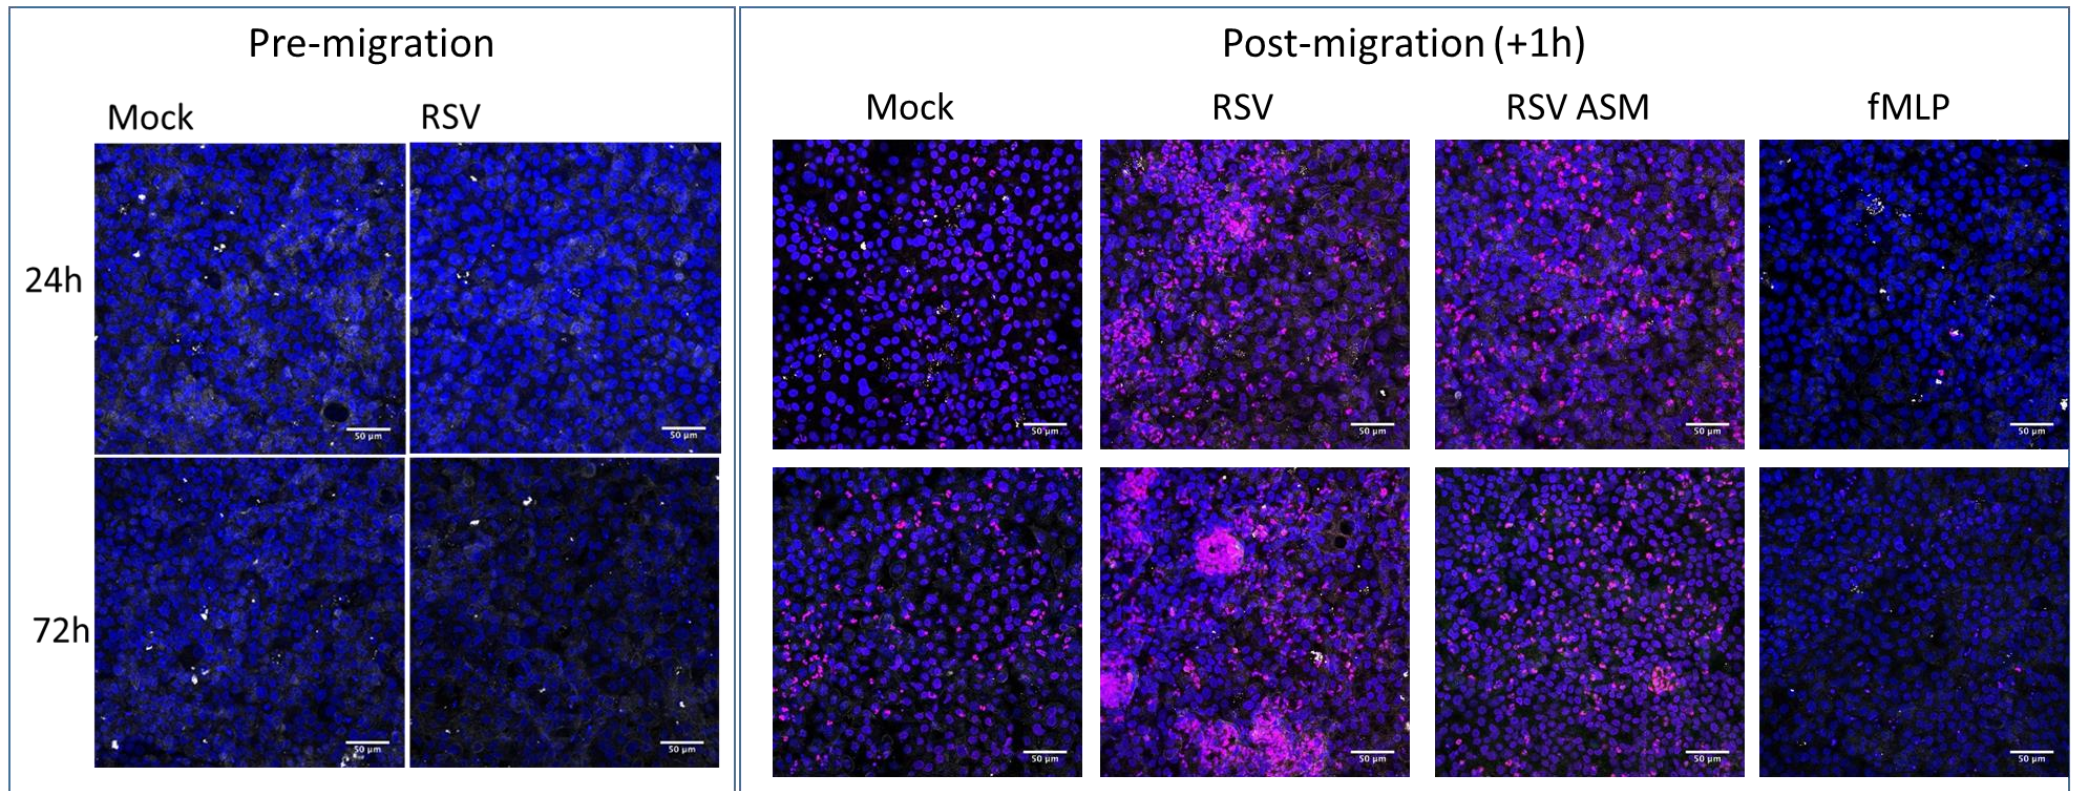 Pre-migration
Mock RSV
24h
50 µm 50 µm
72h
50 µm 50 µm
Post-migration (+1h)
Mock RSV RSV ASM fMLP
50 µm 50 µm 50 µm 50 µm
50 µm 50 µm 50 µm 50 µm